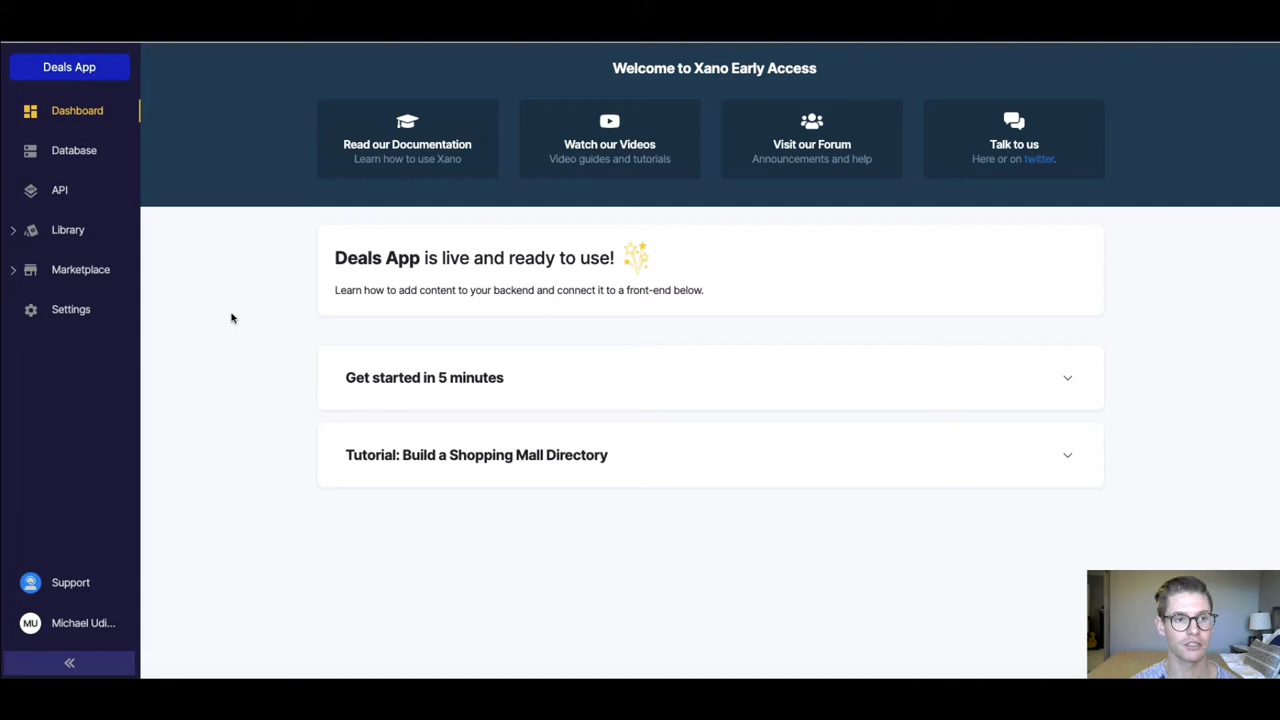 Deals App
Dashboard
Database
API
Library
Marketplace
Settings
Support
MU
Michael Udi...
Welcome to Xano Early Access
Read our Documentation
Learn how to use Xano
Watch our Videos
Video guides and tutorials
Visit our Forum
Announcements and help
Talk to us
Here or on twitter.
Deals App is live and ready to use!
Learn how to add content to your backend and connect it to a front-end below.
Get started in 5 minutes
Tutorial: Build a Shopping Mall Directory